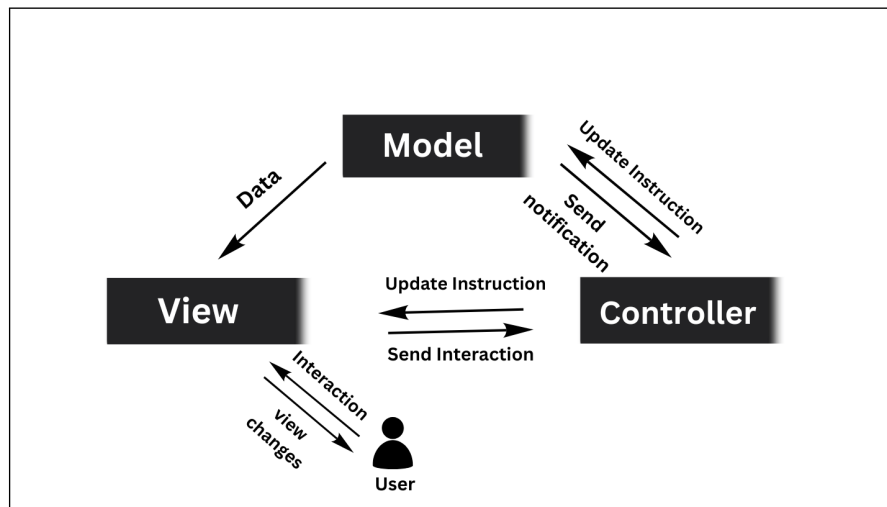 Model
Update Instruction
Data
Send
notification
View
Update Instruction
Send Interaction
Controller
Interaction
view
changes
User